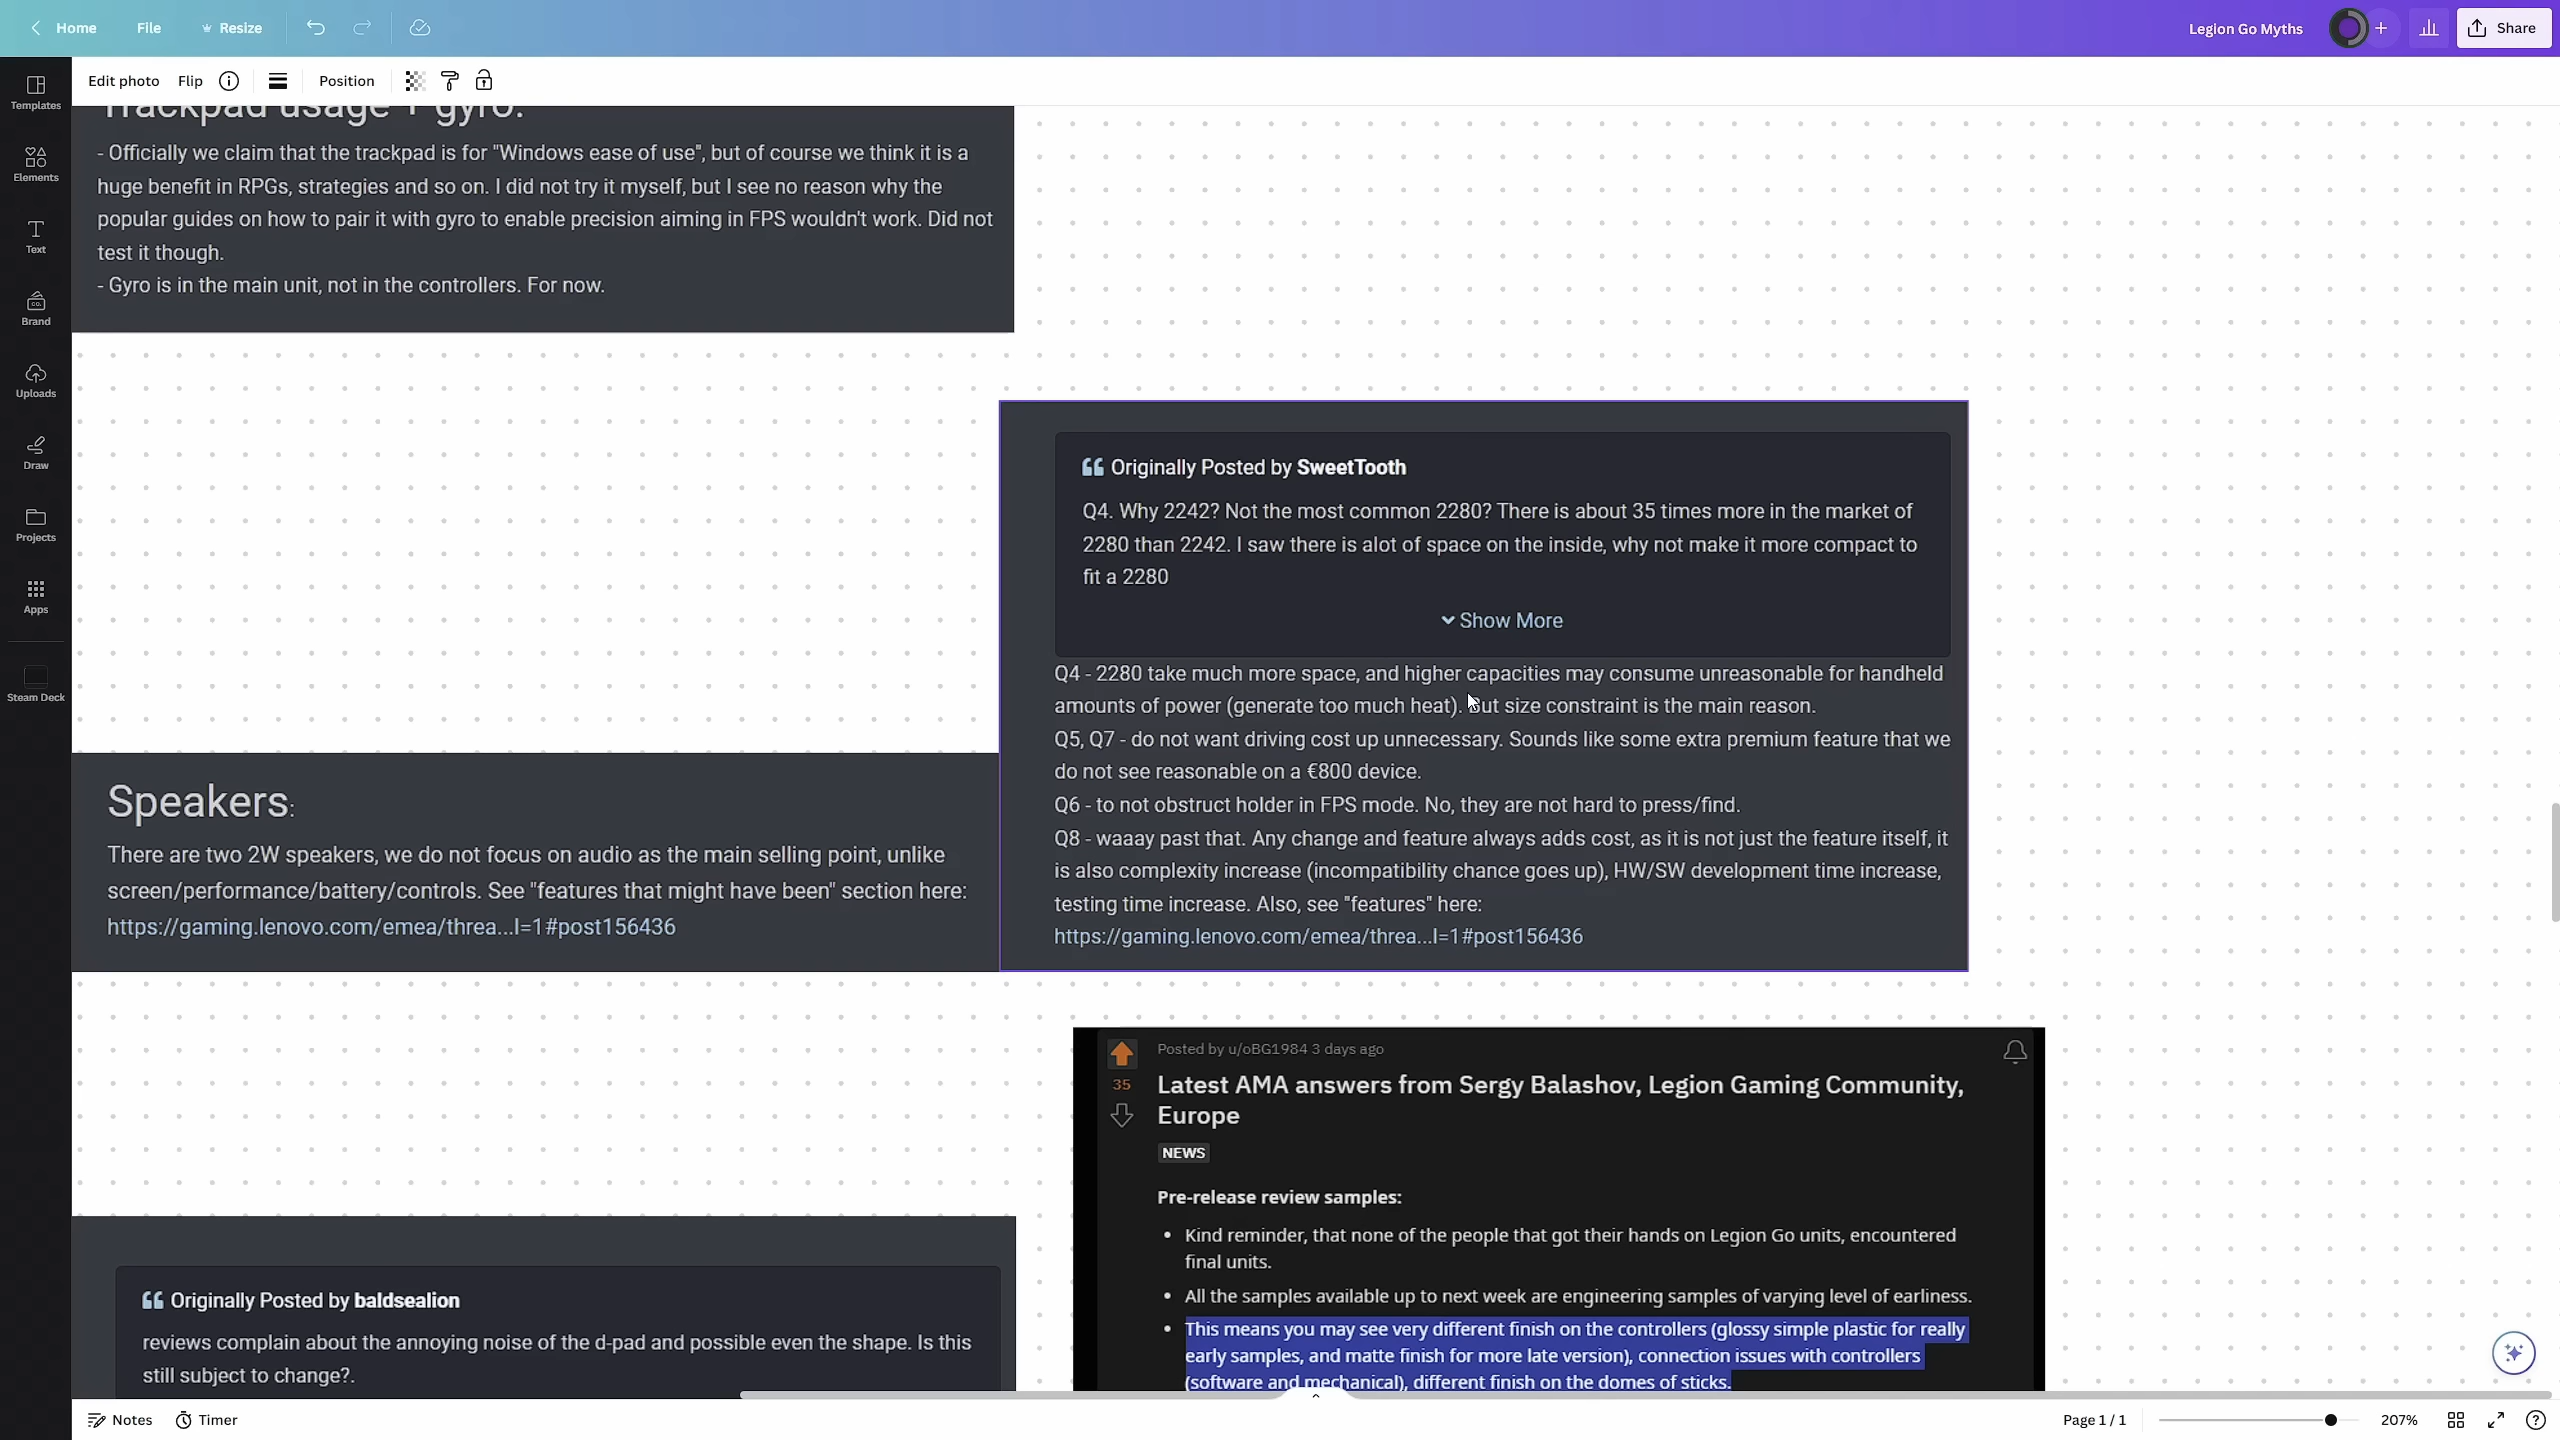 Home
File
Resize
Legion Go Myths
Share
Edit photo
Flip
Position
Templates
Elements
Text
Brand
Uploads
Draw
Projects
Apps
Steam Deck
Trackpad usage + gyro:
- Officially we claim that the trackpad is for "Windows ease of use", but of course we think it is a
huge benefit in RPGs, strategies and so on. I did not try it myself, but I see no reason why the
popular guides on how to pair it with gyro to enable precision aiming in FPS wouldn't work. Did not
test it though.
- Gyro is in the main unit, not in the controllers. For now.
Originally Posted by SweetTooth
Q4. Why 2242? Not the most common 2280? There is about 35 times more in the market of
2280 than 2242. I saw there is alot of space on the inside, why not make it more compact to
fit a 2280
Show More
Q4 - 2280 take much more space, and higher capacities may consume unreasonable for handheld
amounts of power (generate too much heat). But size constraint is the main reason.
Q5, Q7 - do not want driving cost up unnecessary. Sounds like some extra premium feature that we
do not see reasonable on a €800 device.
Q6 - to not obstruct holder in FPS mode. No, they are not hard to press/find.
Q8 - waaay past that. Any change and feature always adds cost, as it is not just the feature itself, it
is also complexity increase (incompatibility chance goes up), HW/SW development time increase,
testing time increase. Also, see "features" here:
https://gaming.lenovo.com/emea/threa...l=1#post156436
Speakers:
There are two 2W speakers, we do not focus on audio as the main selling point, unlike
screen/performance/battery/controls. See "features that might have been" section here:
https://gaming.lenovo.com/emea/threa...l=1#post156436
Posted by u/oBG1984 3 days ago
35
Latest AMA answers from Sergy Balashov, Legion Gaming Community,
Europe
NEWS
Pre-release review samples:
• Kind reminder, that none of the people that got their hands on Legion Go units, encountered
final units.
• All the samples available up to next week are engineering samples of varying level of earliness.
• This means you may see very different finish on the controllers (glossy simple plastic for really
early samples, and matte finish for more late version), connection issues with controllers
(software and mechanical), different finish on the domes of sticks.
Originally Posted by baldsealion
reviews complain about the annoying noise of the d-pad and possible even the shape. Is this
still subject to change?.
Notes
Timer
Page 1 / 1
207%